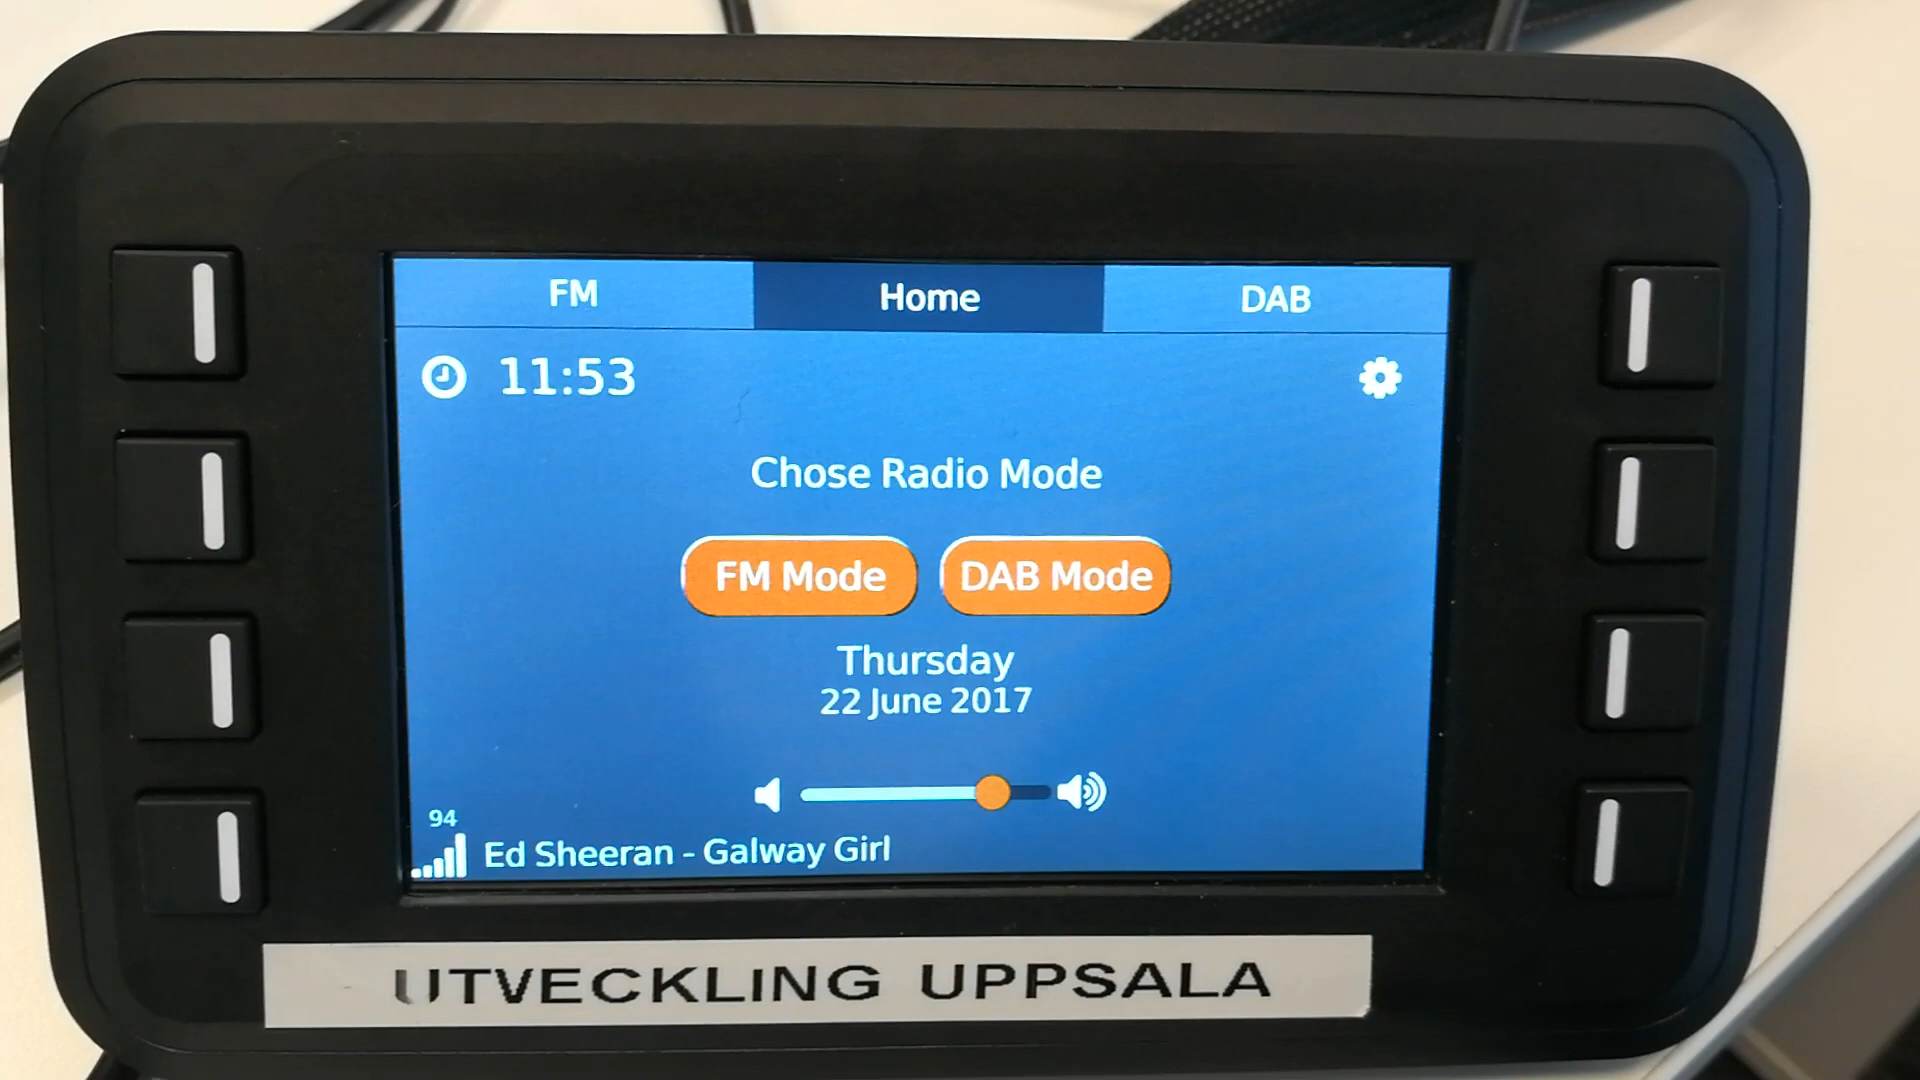 FM Home DAB
11:53
Chose Radio Mode
FM Mode DAB Mode
Thursday
22 June 2017
94
Ed Sheeran - Galway Girl
UTVECKLING UPPSALA